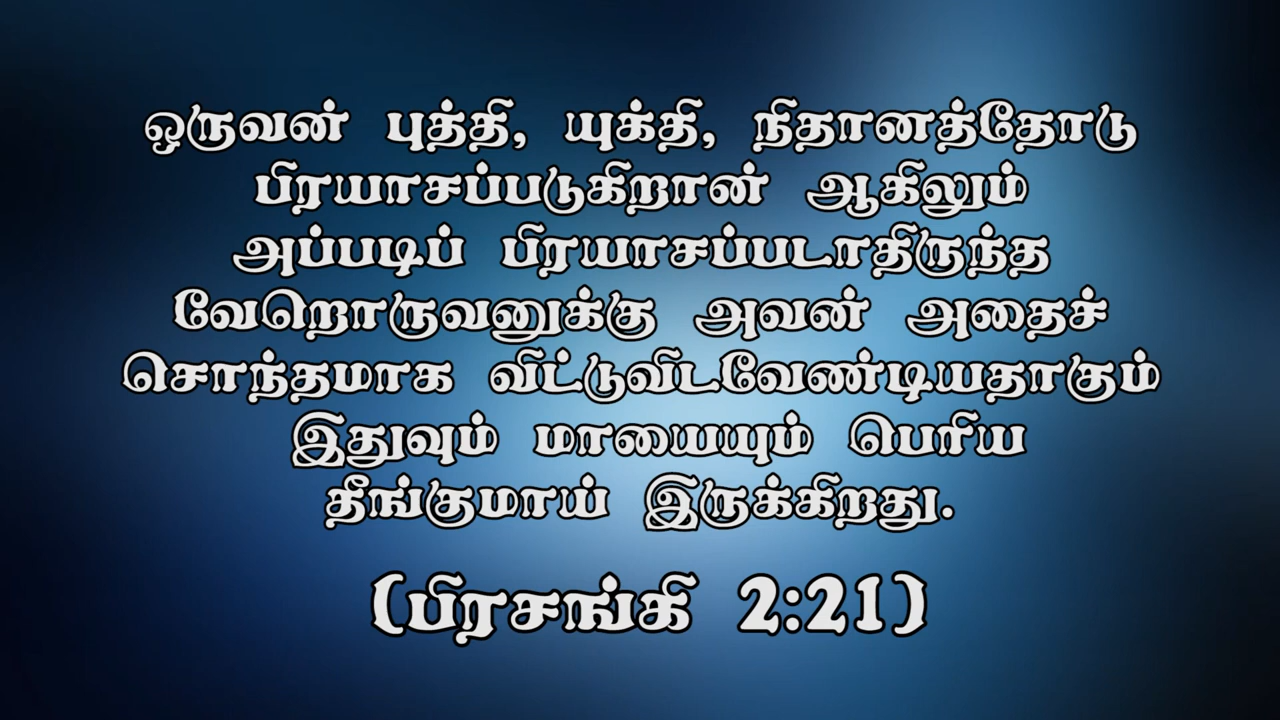 ஒருவன் புத்தி, யுக்தி, நிதானத்தோடு
பிரயாசப்படுகிறான் ஆகிலும்
அப்படிப் பிரயாசப்படாதிருந்த
வேறொருவனுக்கு அவன் அதைச்
சொந்தமாக விட்டுவிடவேண்டியதாகும்
இதுவும் மாயையும் பெரிய
தீங்குமாய் இருக்கிறது.
(பிரசங்கி 2:21)